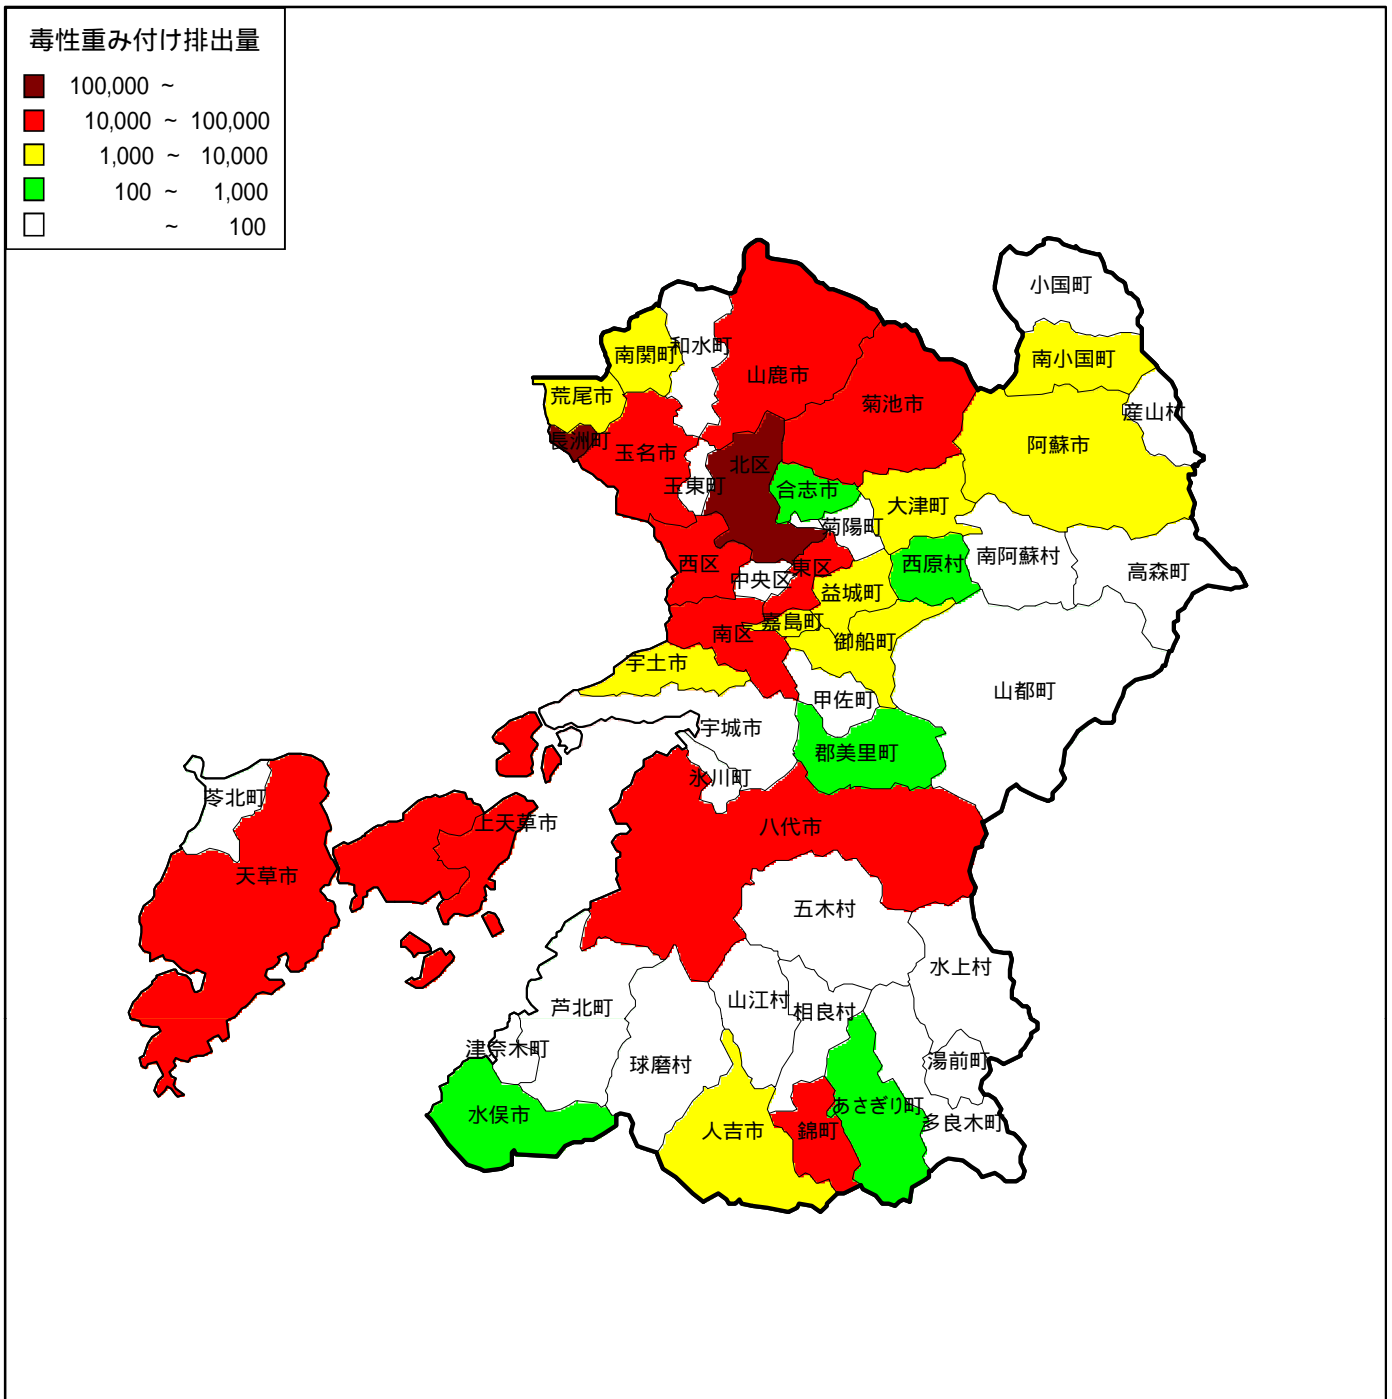 毒性重み付け排出量
100,000 ~
10,000 ~ 100,000
1,000 ~ 10,000
100 ~ 1,000
~ 100
小国町
和水町
南関町
南小国町
山鹿市
荒尾市
菊池市
産山村
長洲町
玉名市
北区
阿蘇市
玉東町
合志市
大津町
菊陽町
西区
中央区
東区
西原村
南阿蘇村
高森町
益城町
嘉島町
南区
御船町
宇土市
甲佐町
山都町
宇城市
郡美里町
氷川町
苓北町
上天草市
八代市
天草市
五木村
水上村
芦北町
山江村
相良村
津奈木町
球磨村
湯前町
水俣市
人吉市
錦町
あさぎり町
多良木町